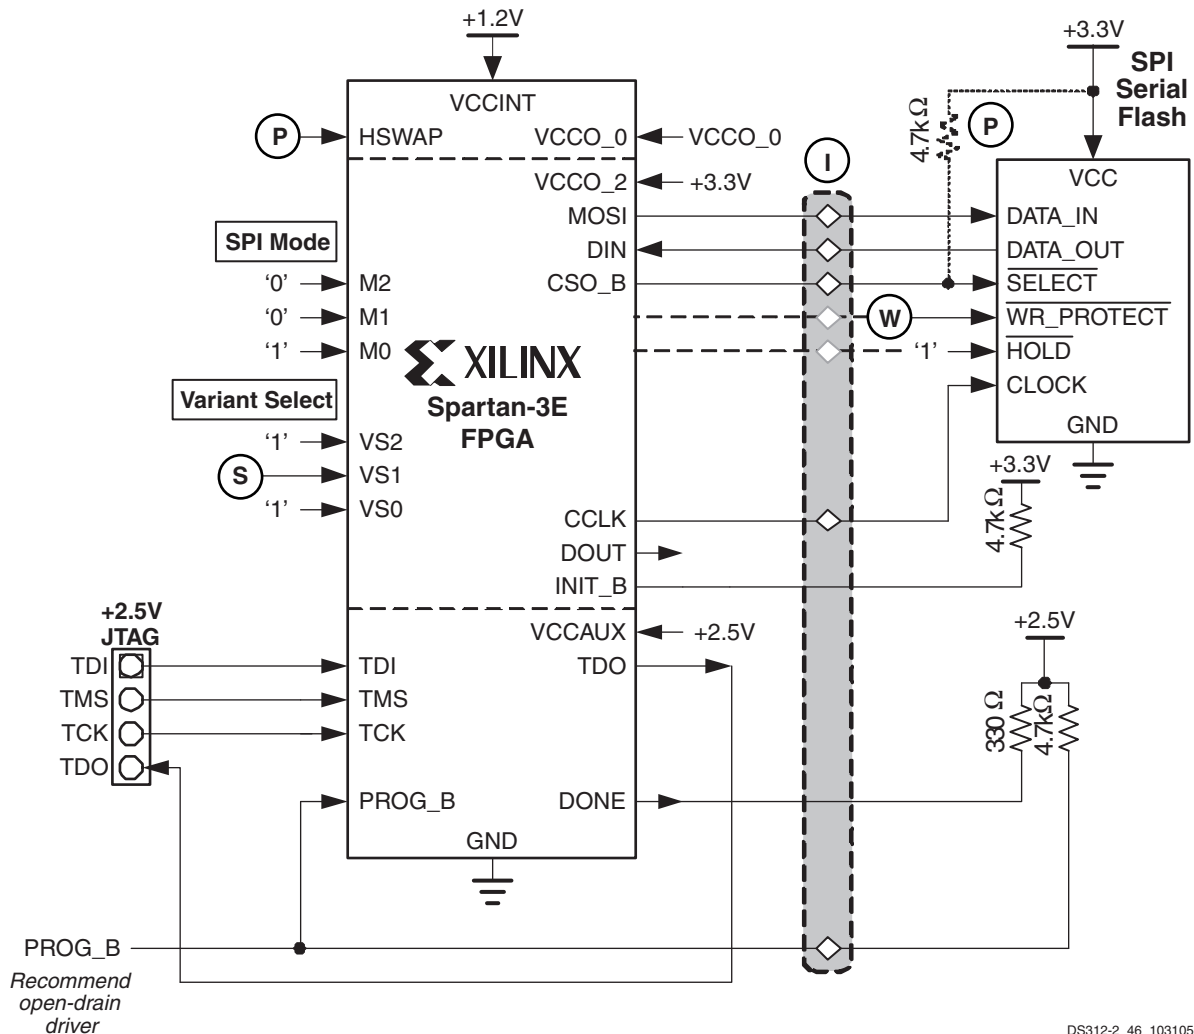 +1.2V
+3.3V
SPI
Serial
Flash
VCCINT
P
HSWAP
VCCO_0
VCCO_0
4.7kΩ
P
I
VCCO_2
+3.3V
VCC
MOSI
DATA_IN
SPI Mode
DIN
DATA_OUT
'0'
M2
CSO_B
SELECT
'0'
M1
W
WR_PROTECT
'1'
M0
'1'
HOLD
XILINX
CLOCK
Variant Select
Spartan-3E
FPGA
GND
'1'
VS2
S
VS1
+3.3V
'1'
VS0
CCLK
4.7kΩ
DOUT
INIT_B
+2.5V
JTAG
VCCAUX
+2.5V
+2.5V
TDI
TDI
TDO
TMS
TMS
TCK
TCK
330 Ω
4.7kΩ
TDO
PROG_B
DONE
GND
PROG_B
Recommend
open-drain
driver
DS312-2_46_103105